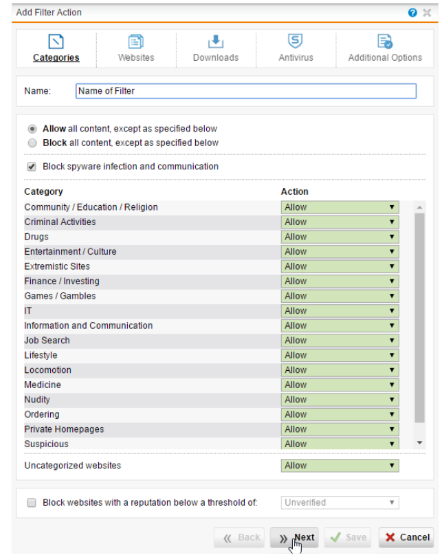 Add Filter Action
Categories Websites Downloads Antivirus Additional Options
Name: Name of Filter
Allow all content, except as specified below
Block all content, except as specified below
Block spyware infection and communication
Category Action
Community / Education / Religion Allow
Criminal Activities Allow
Drugs Allow
Entertainment / Culture Allow
Extremistic Sites Allow
Finance / Investing Allow
Games / Gambles Allow
IT Allow
Information and Communication Allow
Job Search Allow
Lifestyle Allow
Locomotion Allow
Medicine Allow
Nudity Allow
Ordering Allow
Private Homepages Allow
Suspicious Allow
Uncategorized websites Allow
Block websites with a reputation below a threshold of: Unverified
Back Next Save Cancel